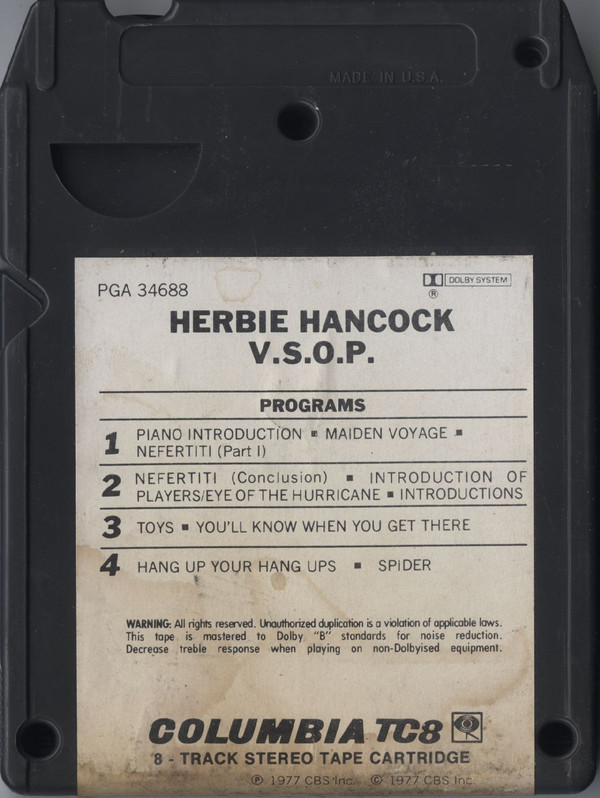 MADE IN U.S.A.
PGA 34688
DOLBY SYSTEM
®
HERBIE HANCOCK
V.S.O.P.
PROGRAMS
1 PIANO INTRODUCTION ▪ MAIDEN VOYAGE ▪
NEFERTITI (Part I)
2 NEFERTITI (Conclusion) ▪ INTRODUCTION OF
PLAYERS/EYE OF THE HURRICANE ▪ INTRODUCTIONS
3 TOYS ▪ YOU'LL KNOW WHEN YOU GET THERE
4 HANG UP YOUR HANG UPS ▪ SPiDER
WARNING: All rights reserved. Unauthorized duplication is a violation of applicable laws.
This tape is mastered to Dolby "B" standards for noise reduction.
Decrease treble response when playing on non-Dolbyised equipment.
COLUMBIA TC8
8 - TRACK STEREO TAPE CARTRIDGE
℗ 1977 CBS Inc. © 1977 CBS Inc.